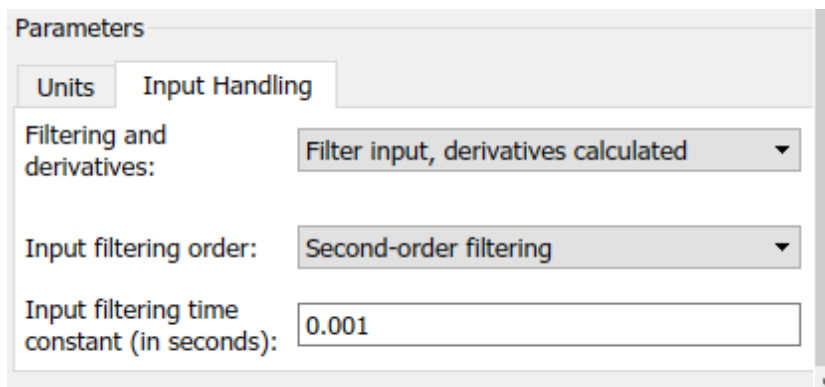 Parameters
Units Input Handling
Filtering and
derivatives:
Filter input, derivatives calculated
Input filtering order:
Second-order filtering
Input filtering time
constant (in seconds):
0.001